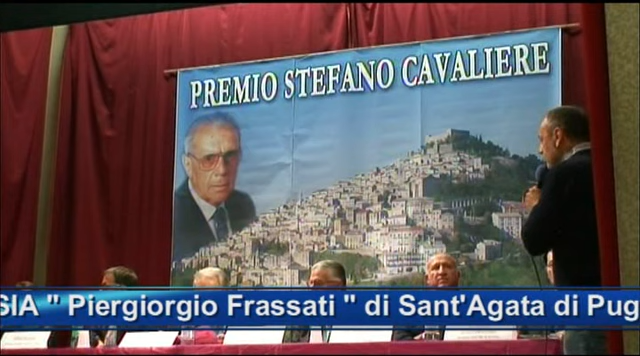 PREMIO STEFANO CAVALIERE
SIA " Piergiorgio Frassati " di Sant'Agata di Pug